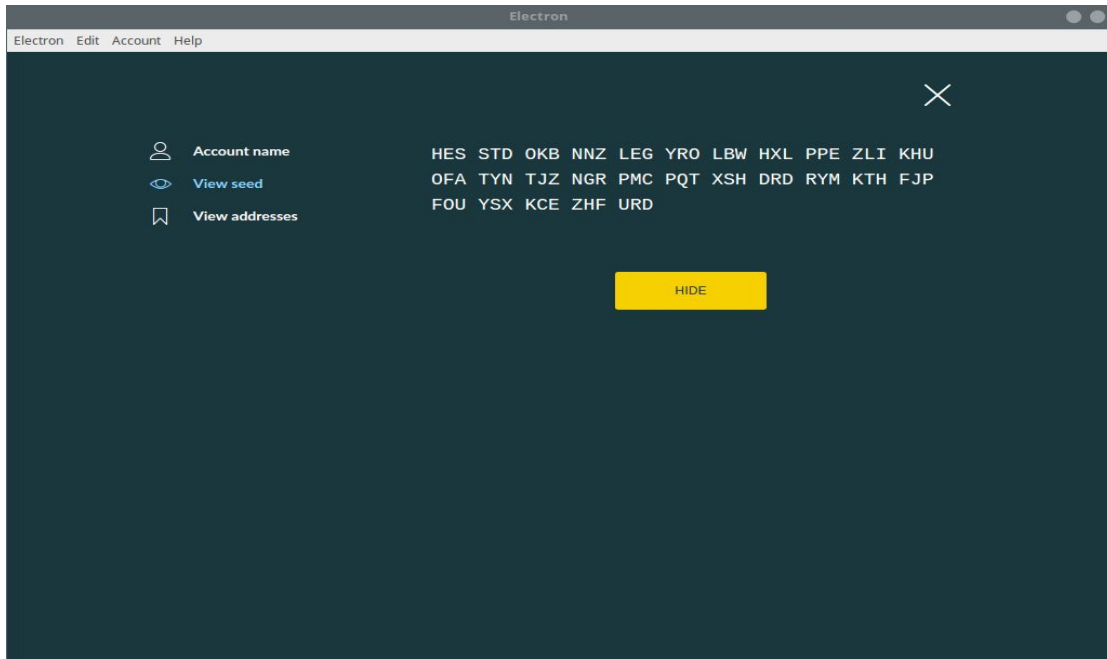 Electron
Electron Edit Account Help
Account name
View seed
View addresses
HES STD OKB NNZ LEG YRO LBW HXL PPE ZLI KHU
OFA TYN TJZ NGR PMC PQT XSH DRD RYM KTH FJP
FOU YSX KCE ZHF URD
HIDE